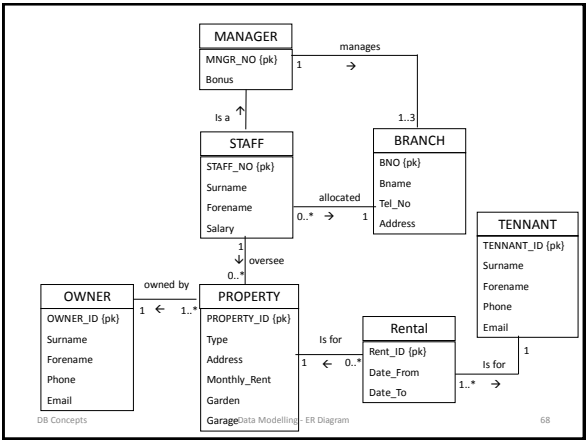 MANAGER
MNGR_NO {pk}
Bonus
manages
1 →
1..3
Is a ↑
STAFF
STAFF_NO {pk}
Surname
Forename
Salary
allocated
0..* → 1
BRANCH
BNO {pk}
Bname
Tel_No
Address
TENNANT
TENNANT_ID {pk}
Surname
Forename
Phone
Email
1
↓ oversee
0..*
OWNER
OWNER_ID {pk}
Surname
Forename
Phone
Email
owned by
1 ← 1..*
PROPERTY
PROPERTY_ID {pk}
Type
Address
Monthly_Rent
Garden
Garage
Is for
1 ← 0..*
Rental
Rent_ID {pk}
Date_From
Date_To
1
Is for
1..* →
DB Concepts
Data Modelling - ER Diagram
68